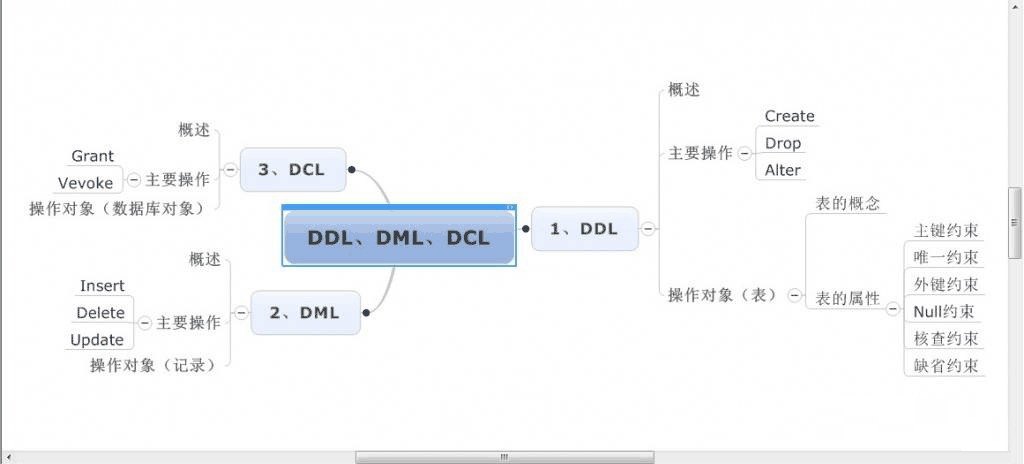 DDL、DML、DCL
1、DDL
概述
主要操作
Create
Drop
Alter
操作对象（表）
表的概念
表的属性
主键约束
唯一约束
外键约束
Null约束
核查约束
缺省约束
2、DML
概述
主要操作
Insert
Delete
Update
操作对象（记录）
3、DCL
概述
主要操作
Grant
Vevoke
操作对象（数据库对象）